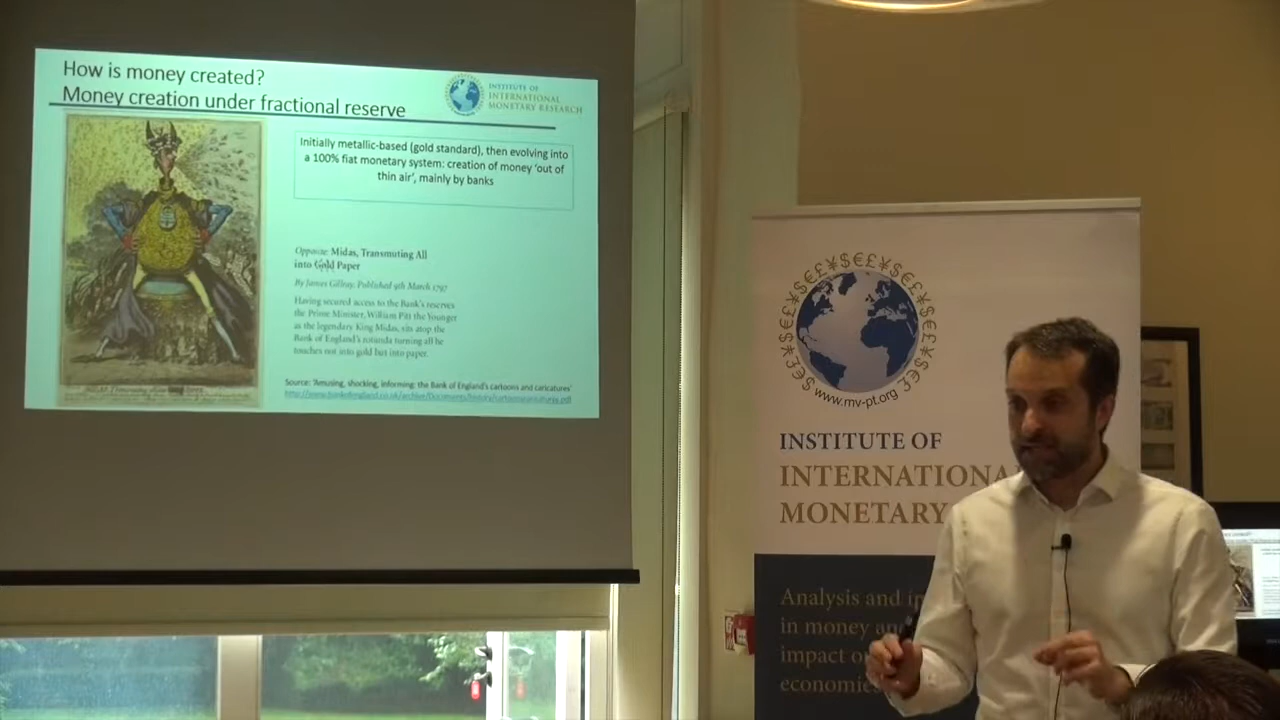 How is money created?
Money creation under fractional reserve
INSTITUTE OF
INTERNATIONAL
MONETARY RESEARCH
Initially metallic-based (gold standard), then evolving into
a 100% fiat monetary system: creation of money 'out of
thin air', mainly by banks
Opposite: Midas, Transmuting All
into Gold Paper
By James Gillray, Published 9th March 1797
Having secured access to the Bank's reserves
the Prime Minister, William Pitt the Younger
as the legendary King Midas, sits atop the
Bank of England's rotunda turning all he
touches not into gold but into paper.
Source: 'Amusing, shocking, informing: the Bank of England's cartoons and caricatures'
$€£¥$€£¥$€£¥
www.mv-pt.org
INSTITUTE OF
INTERNATIONA
MONETARY
Analysis and i
in money an
impact o
economie